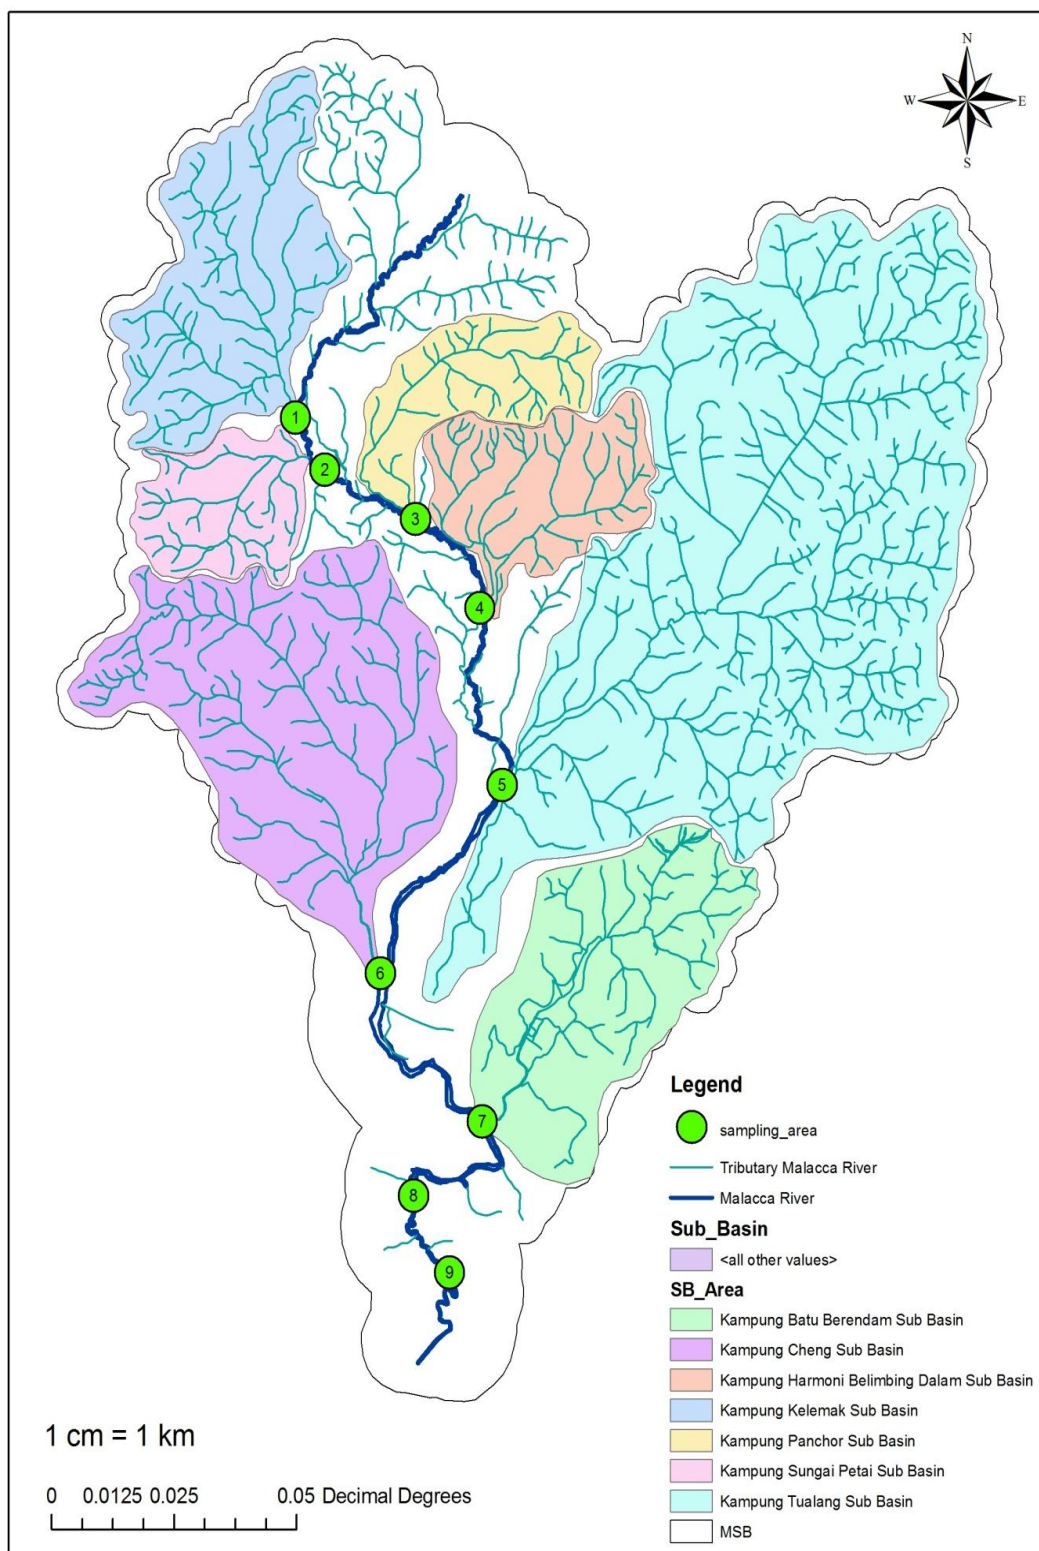 N
W E
S
1
2
3
4
5
6
7
8
9
Legend
sampling_area
Tributary Malacca River
Malacca River
Sub_Basin
<all other values>
SB_Area
Kampung Batu Berendam Sub Basin
Kampung Cheng Sub Basin
Kampung Harmoni Belimbing Dalam Sub Basin
Kampung Kelemak Sub Basin
Kampung Panchor Sub Basin
Kampung Sungai Petai Sub Basin
Kampung Tualang Sub Basin
MSB
1 cm = 1 km
0 0.0125 0.025 0.05 Decimal Degrees